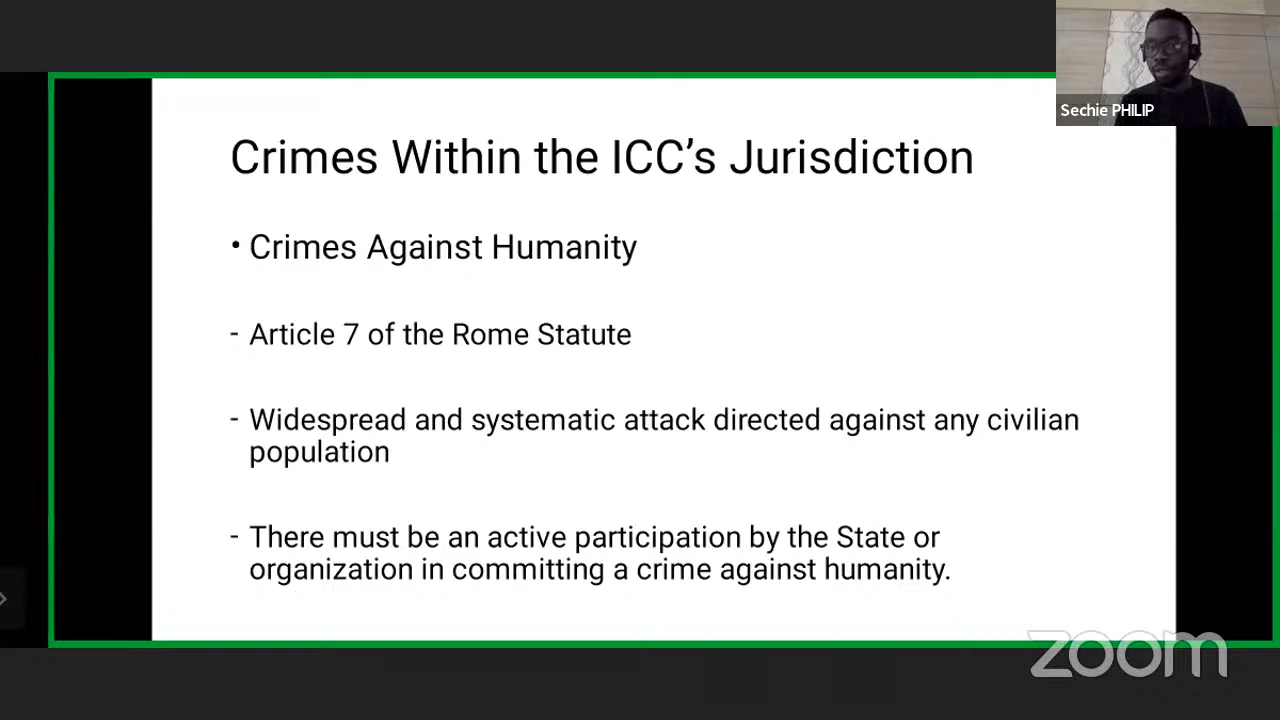 Sechie PHILIP
Crimes Within the ICC’s Jurisdiction
• Crimes Against Humanity
- Article 7 of the Rome Statute
- Widespread and systematic attack directed against any civilian
population
- There must be an active participation by the State or
organization in committing a crime against humanity.
zoom